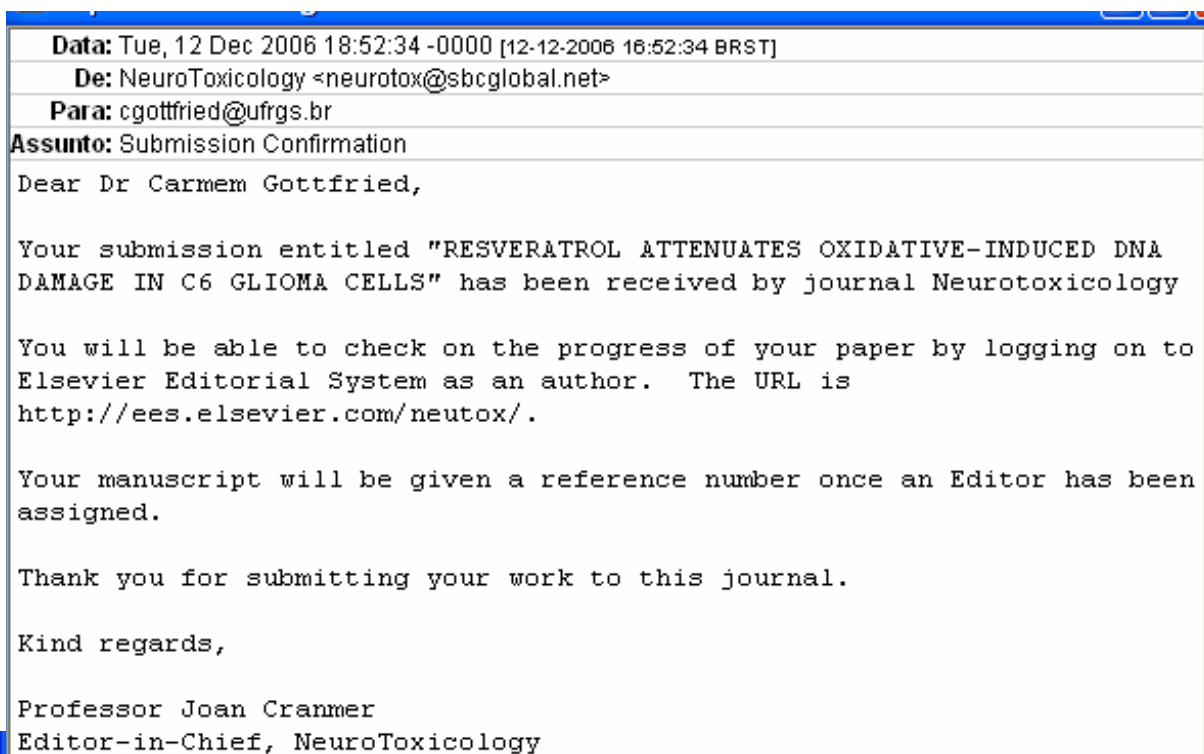 Data: Tue, 12 Dec 2006 18:52:34 -0000 [12-12-2006 16:52:34 BRST]
De: NeuroToxicology <neurotox@sbcglobal.net>
Para: cgottfried@ufrgs.br
Assunto: Submission Confirmation
Dear Dr Carmem Gottfried,
Your submission entitled "RESVERATROL ATTENUATES OXIDATIVE-INDUCED DNA
DAMAGE IN C6 GLIOMA CELLS" has been received by journal Neurotoxicology
You will be able to check on the progress of your paper by logging on to
Elsevier Editorial System as an author.  The URL is
http://ees.elsevier.com/neutox/.
Your manuscript will be given a reference number once an Editor has been
assigned.
Thank you for submitting your work to this journal.
Kind regards,
Professor Joan Cranmer
Editor-in-Chief, NeuroToxicology